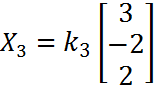 X₃ = k₃ [ 3
−2
2 ]